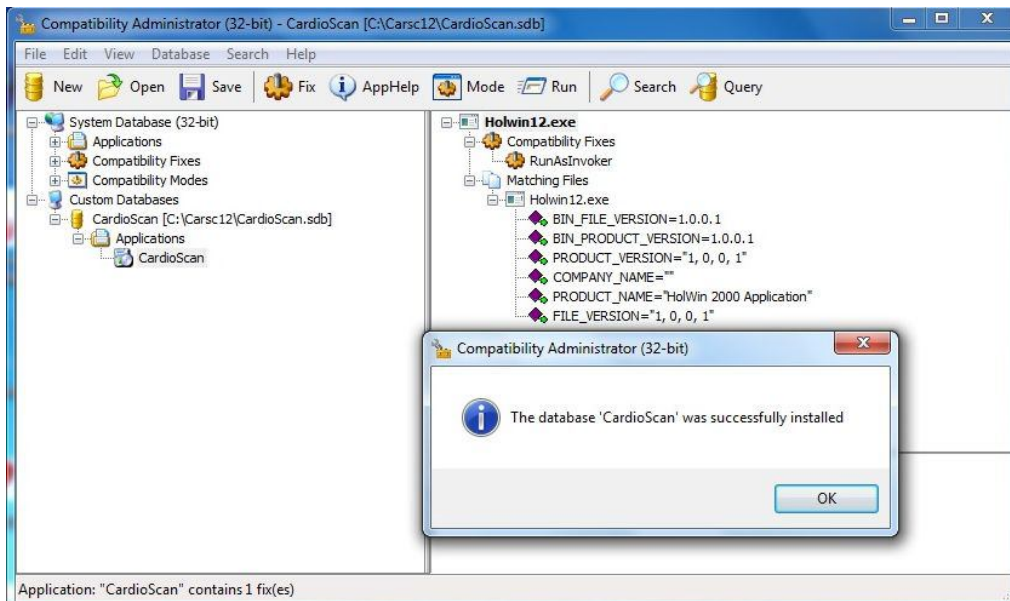 Compatibility Administrator (32-bit) - CardioScan [C:\Carsc12\CardioScan.sdb]
File Edit View Database Search Help
New Open Save Fix AppHelp Mode Run Search Query
System Database (32-bit)
Applications
Compatibility Fixes
Compatibility Modes
Custom Databases
CardioScan [C:\Carsc12\CardioScan.sdb]
Applications
CardioScan
Holwin12.exe
Compatibility Fixes
RunAsInvoker
Matching Files
Holwin12.exe
BIN_FILE_VERSION=1.0.0.1
BIN_PRODUCT_VERSION=1.0.0.1
PRODUCT_VERSION="1, 0, 0, 1"
COMPANY_NAME=""
PRODUCT_NAME="HolWin 2000 Application"
FILE_VERSION="1, 0, 0, 1"
Compatibility Administrator (32-bit)
The database 'CardioScan' was successfully installed
OK
Application: "CardioScan" contains 1 fix(es)